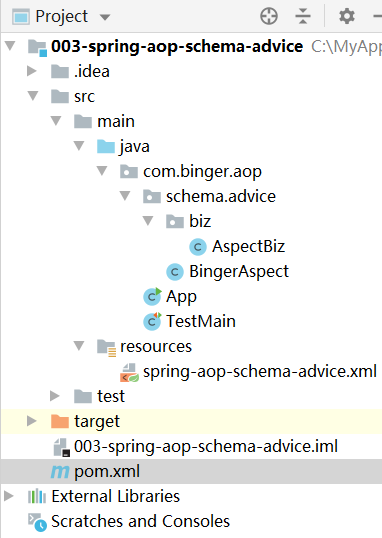 Project
003-spring-aop-schema-advice C:\MyApp
.idea
src
main
java
com.binger.aop
schema.advice
biz
AspectBiz
BingerAspect
App
TestMain
resources
spring-aop-schema-advice.xml
test
target
003-spring-aop-schema-advice.iml
pom.xml
External Libraries
Scratches and Consoles